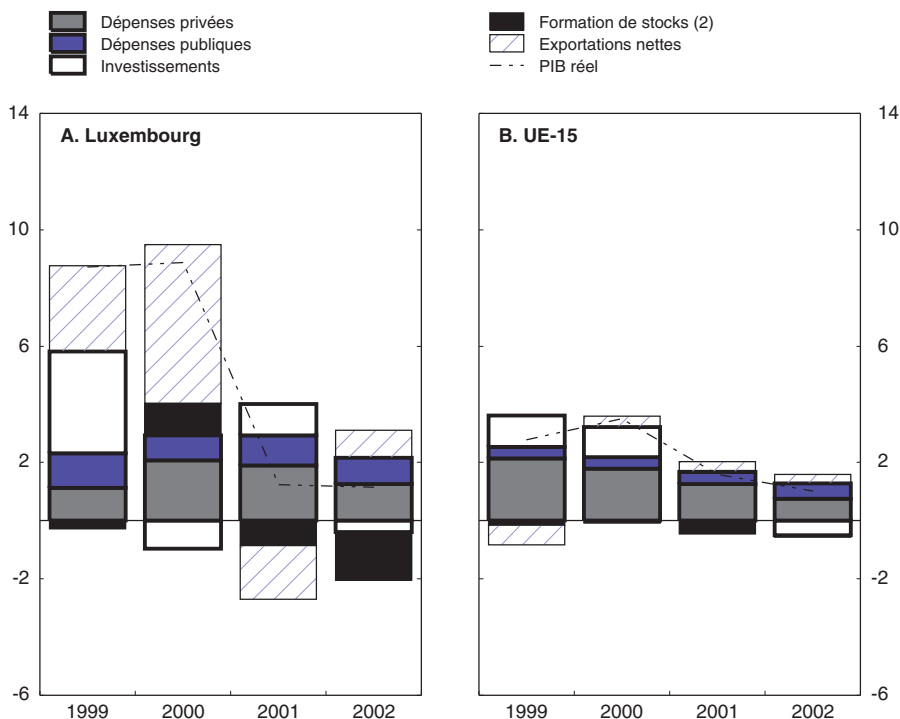 Dépenses privées
Dépenses publiques
Investissements
Formation de stocks (2)
Exportations nettes
PIB réel
14
14
A. Luxembourg
B. UE-15
10
10
6
6
2
2
-2
-2
-6
-6
1999
2000
2001
2002
1999
2000
2001
2002